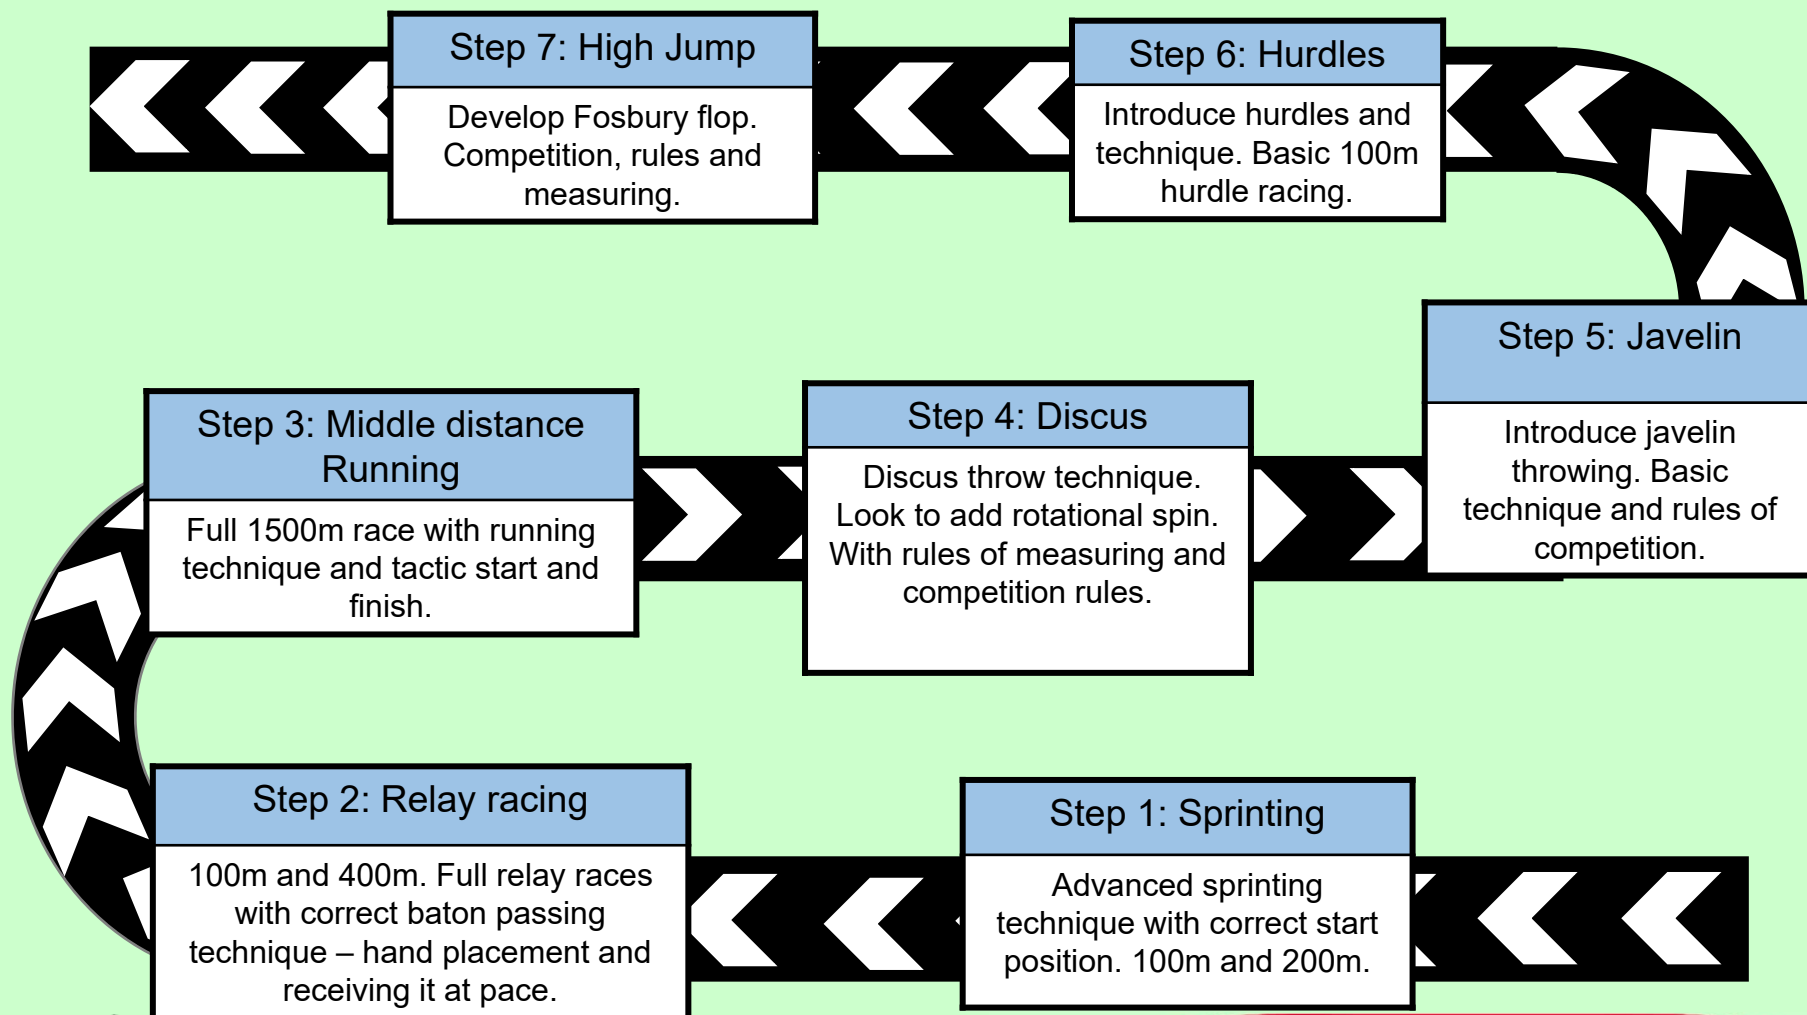 Step 7: High Jump
Develop Fosbury flop.
Competition, rules and
measuring.
Step 6: Hurdles
Introduce hurdles and
technique. Basic 100m
hurdle racing.
Step 5: Javelin
Introduce javelin
throwing. Basic
technique and rules of
competition.
Step 3: Middle distance
Running
Full 1500m race with running
technique and tactic start and
finish.
Step 4: Discus
Discus throw technique.
Look to add rotational spin.
With rules of measuring and
competition rules.
Step 2: Relay racing
100m and 400m. Full relay races
with correct baton passing
technique – hand placement and
receiving it at pace.
Step 1: Sprinting
Advanced sprinting
technique with correct start
position. 100m and 200m.